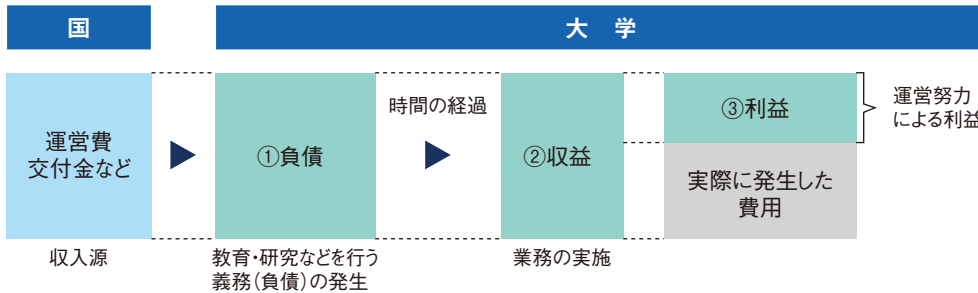 国
大 学
運営費
交付金など
①負債
時間の経過
②収益
③利益
実際に発生した
費用
運営努力
による利益
収入源
教育・研究などを行う
義務(負債)の発生
業務の実施